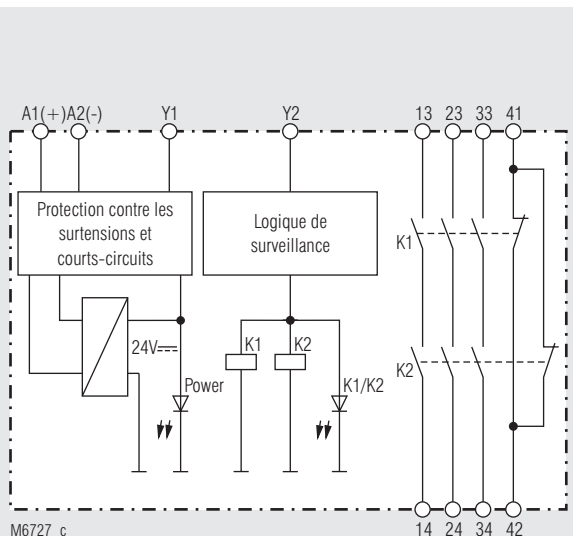 A1(+) A2(-) Y1 Y2 13 23 33 41
Protection contre les
surtensions et
courts-circuits
Logique de
surveillance
K1
24V
K1 K2
K2
Power
K1/K2
M6727_c
14 24 34 42